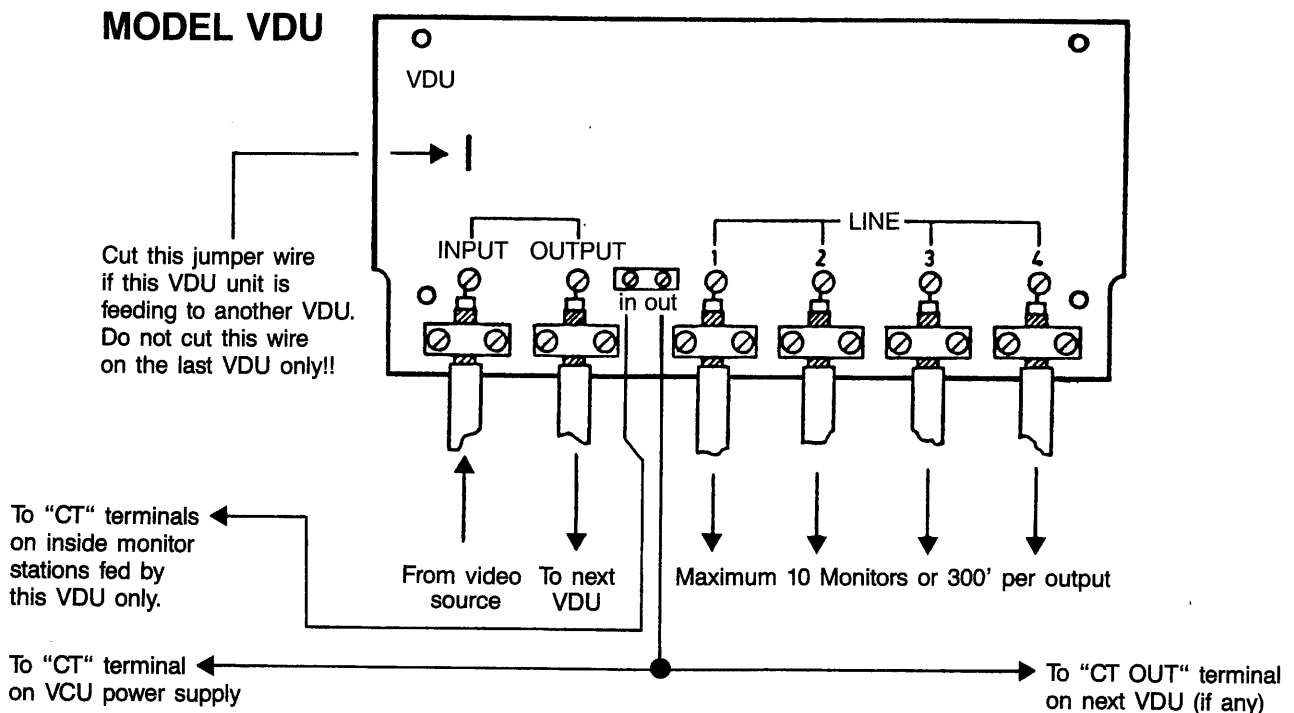 MODEL VDU
VDU
Cut this jumper wire
if this VDU unit is
feeding to another VDU.
Do not cut this wire
on the last VDU only!!
LINE
INPUT OUTPUT
1 2 3 4
in out
To “CT“ terminals
on inside monitor
stations fed by
this VDU only.
From video
source
To next
VDU
Maximum 10 Monitors or 300' per output
To “CT“ terminal
on VCU power supply
To “CT OUT“ terminal
on next VDU (if any)